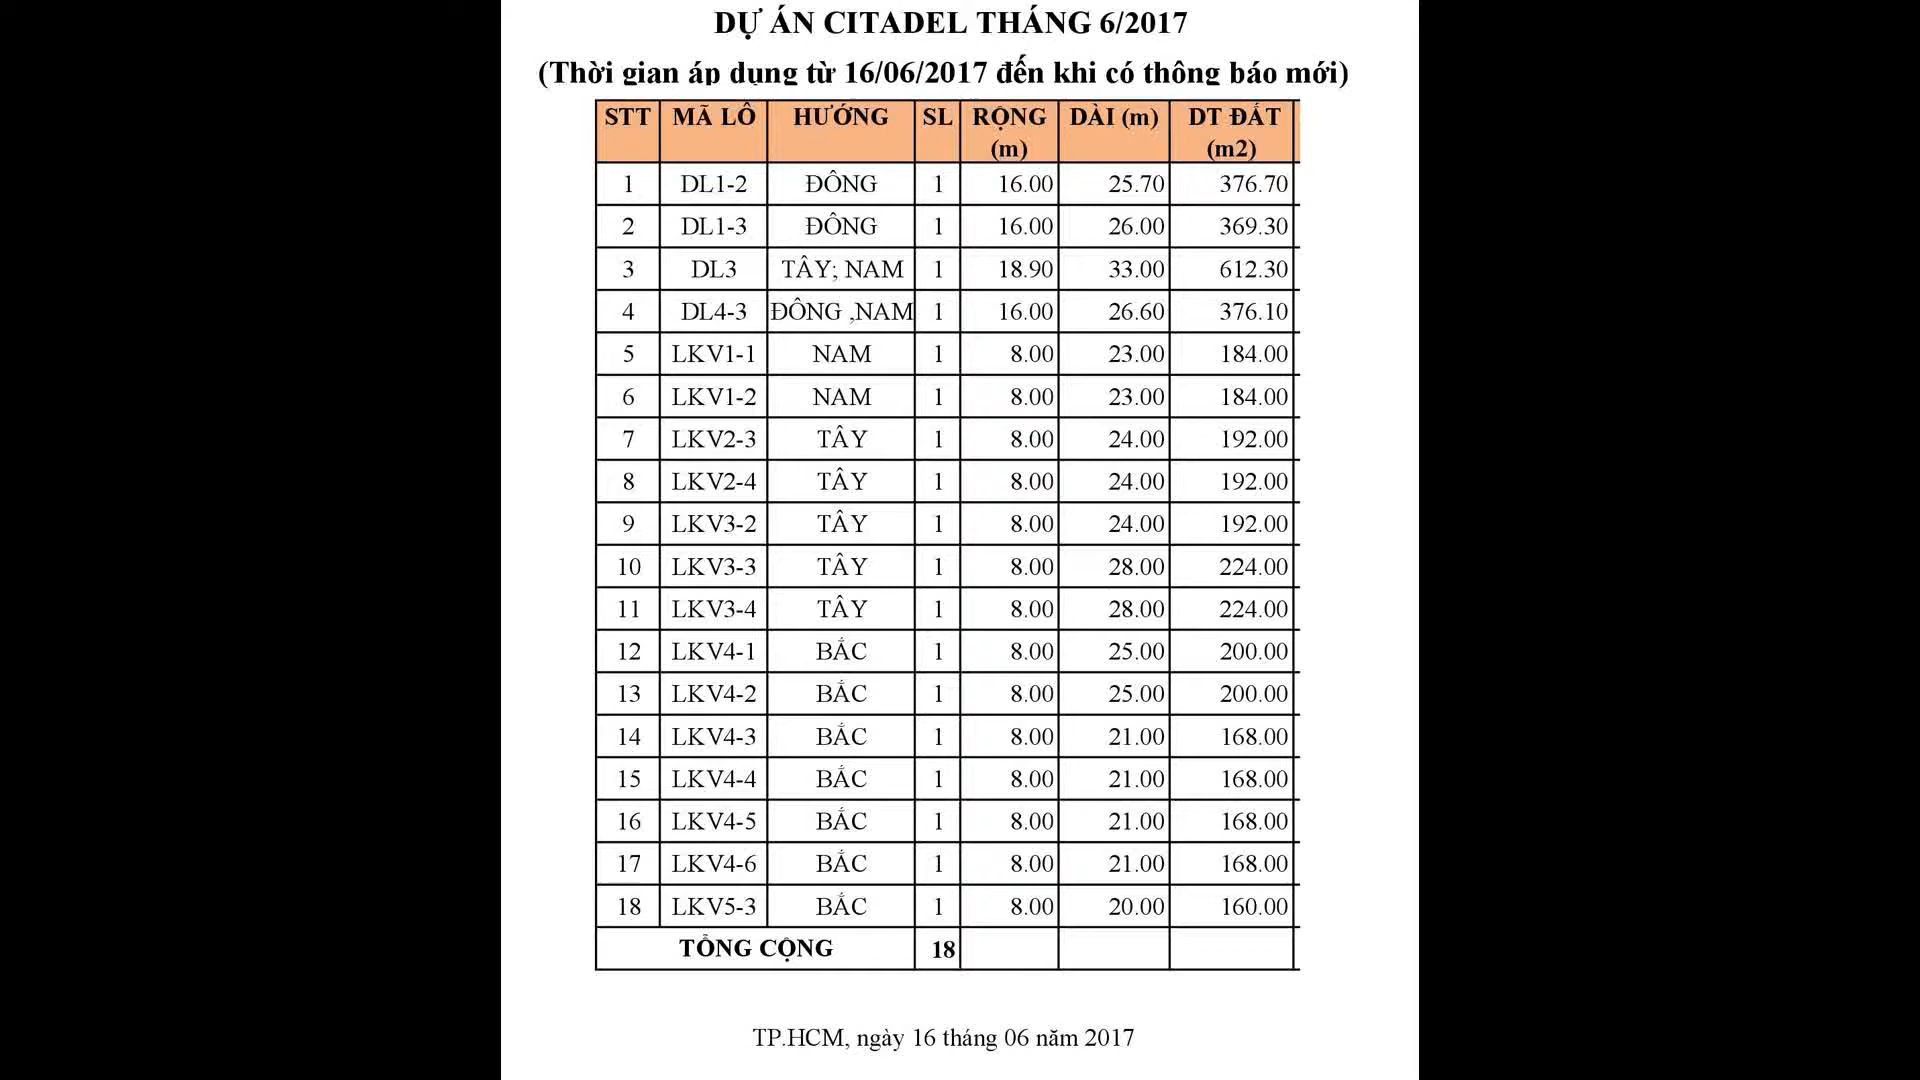 DỰ ÁN CITADEL THÁNG 6/2017
(Thời gian áp dụng từ 16/06/2017 đến khi có thông báo mới)
STT MÃ LÔ HƯỚNG SL RỘNG (m) DÀI (m) DT ĐẤT (m2)
1 DL1-2 ĐÔNG 1 16.00 25.70 376.70
2 DL1-3 ĐÔNG 1 16.00 26.00 369.30
3 DL3 TÂY; NAM 1 18.90 33.00 612.30
4 DL4-3 ĐÔNG ,NAM 1 16.00 26.60 376.10
5 LKV1-1 NAM 1 8.00 23.00 184.00
6 LKV1-2 NAM 1 8.00 23.00 184.00
7 LKV2-3 TÂY 1 8.00 24.00 192.00
8 LKV2-4 TÂY 1 8.00 24.00 192.00
9 LKV3-2 TÂY 1 8.00 24.00 192.00
10 LKV3-3 TÂY 1 8.00 28.00 224.00
11 LKV3-4 TÂY 1 8.00 28.00 224.00
12 LKV4-1 BẮC 1 8.00 25.00 200.00
13 LKV4-2 BẮC 1 8.00 25.00 200.00
14 LKV4-3 BẮC 1 8.00 21.00 168.00
15 LKV4-4 BẮC 1 8.00 21.00 168.00
16 LKV4-5 BẮC 1 8.00 21.00 168.00
17 LKV4-6 BẮC 1 8.00 21.00 168.00
18 LKV5-3 BẮC 1 8.00 20.00 160.00
TỔNG CỘNG 18
TP.HCM, ngày 16 tháng 06 năm 2017